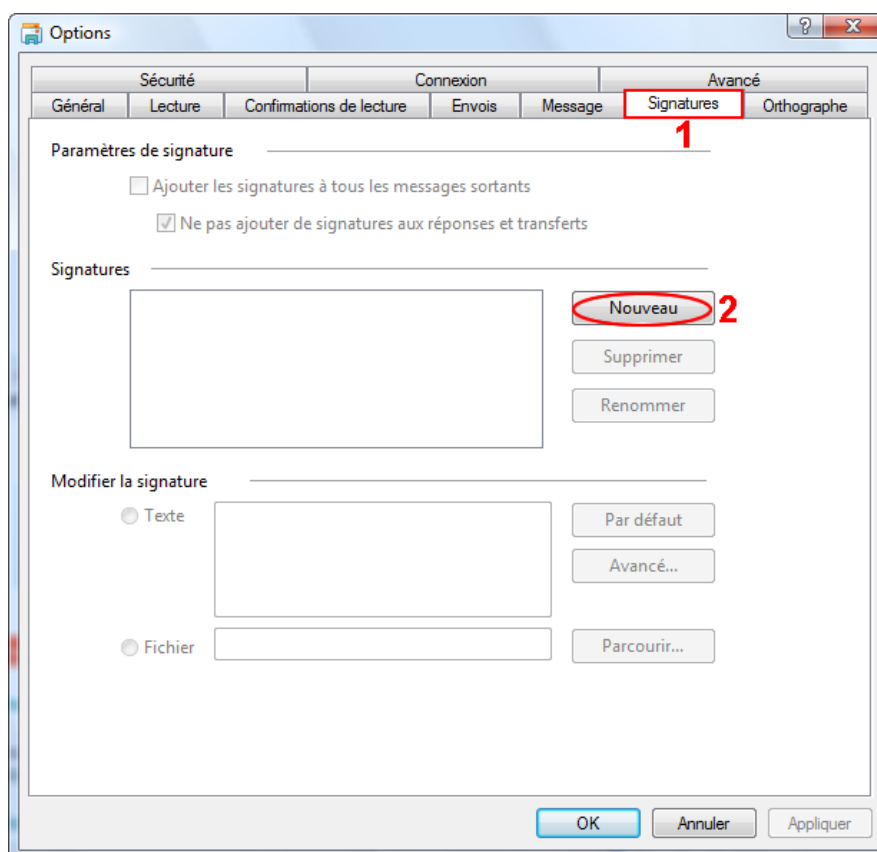 Options
Sécurité Connexion Avancé
Général Lecture Confirmations de lecture Envois Message Signatures Orthographe
1
Paramètres de signature
Ajouter les signatures à tous les messages sortants
Ne pas ajouter de signatures aux réponses et transferts
Signatures
Nouveau 2
Supprimer
Renommer
Modifier la signature
Texte Par défaut
Avancé...
Fichier Parcourir...
OK Annuler Appliquer